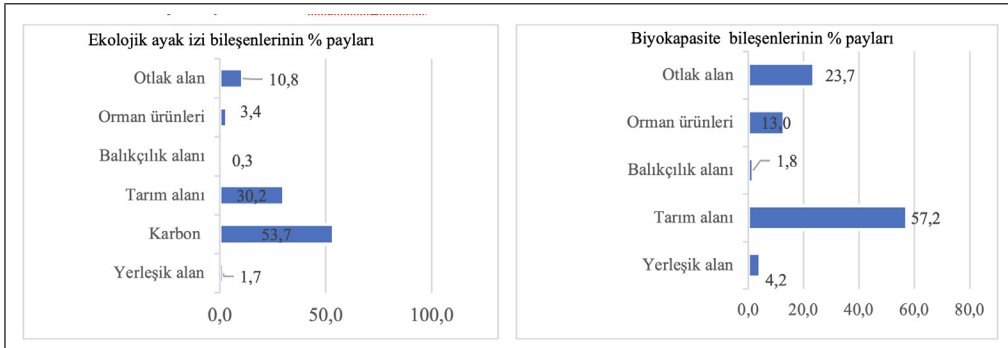 Ekolojik ayak izi bileşenlerinin % payları
Otlak alan 10,8
Orman ürünleri 3,4
Balıkçılık alanı 0,3
Tarım alanı 30,2
Karbon 53,7
Yerleşik alan 1,7
0,0 50,0 100,0
Biyokapasite bileşenlerinin % payları
Otlak alan 23,7
Orman ürünleri 13,0
Balıkçılık alanı 1,8
Tarım alanı 57,2
Yerleşik alan 4,2
0,0 20,0 40,0 60,0 80,0